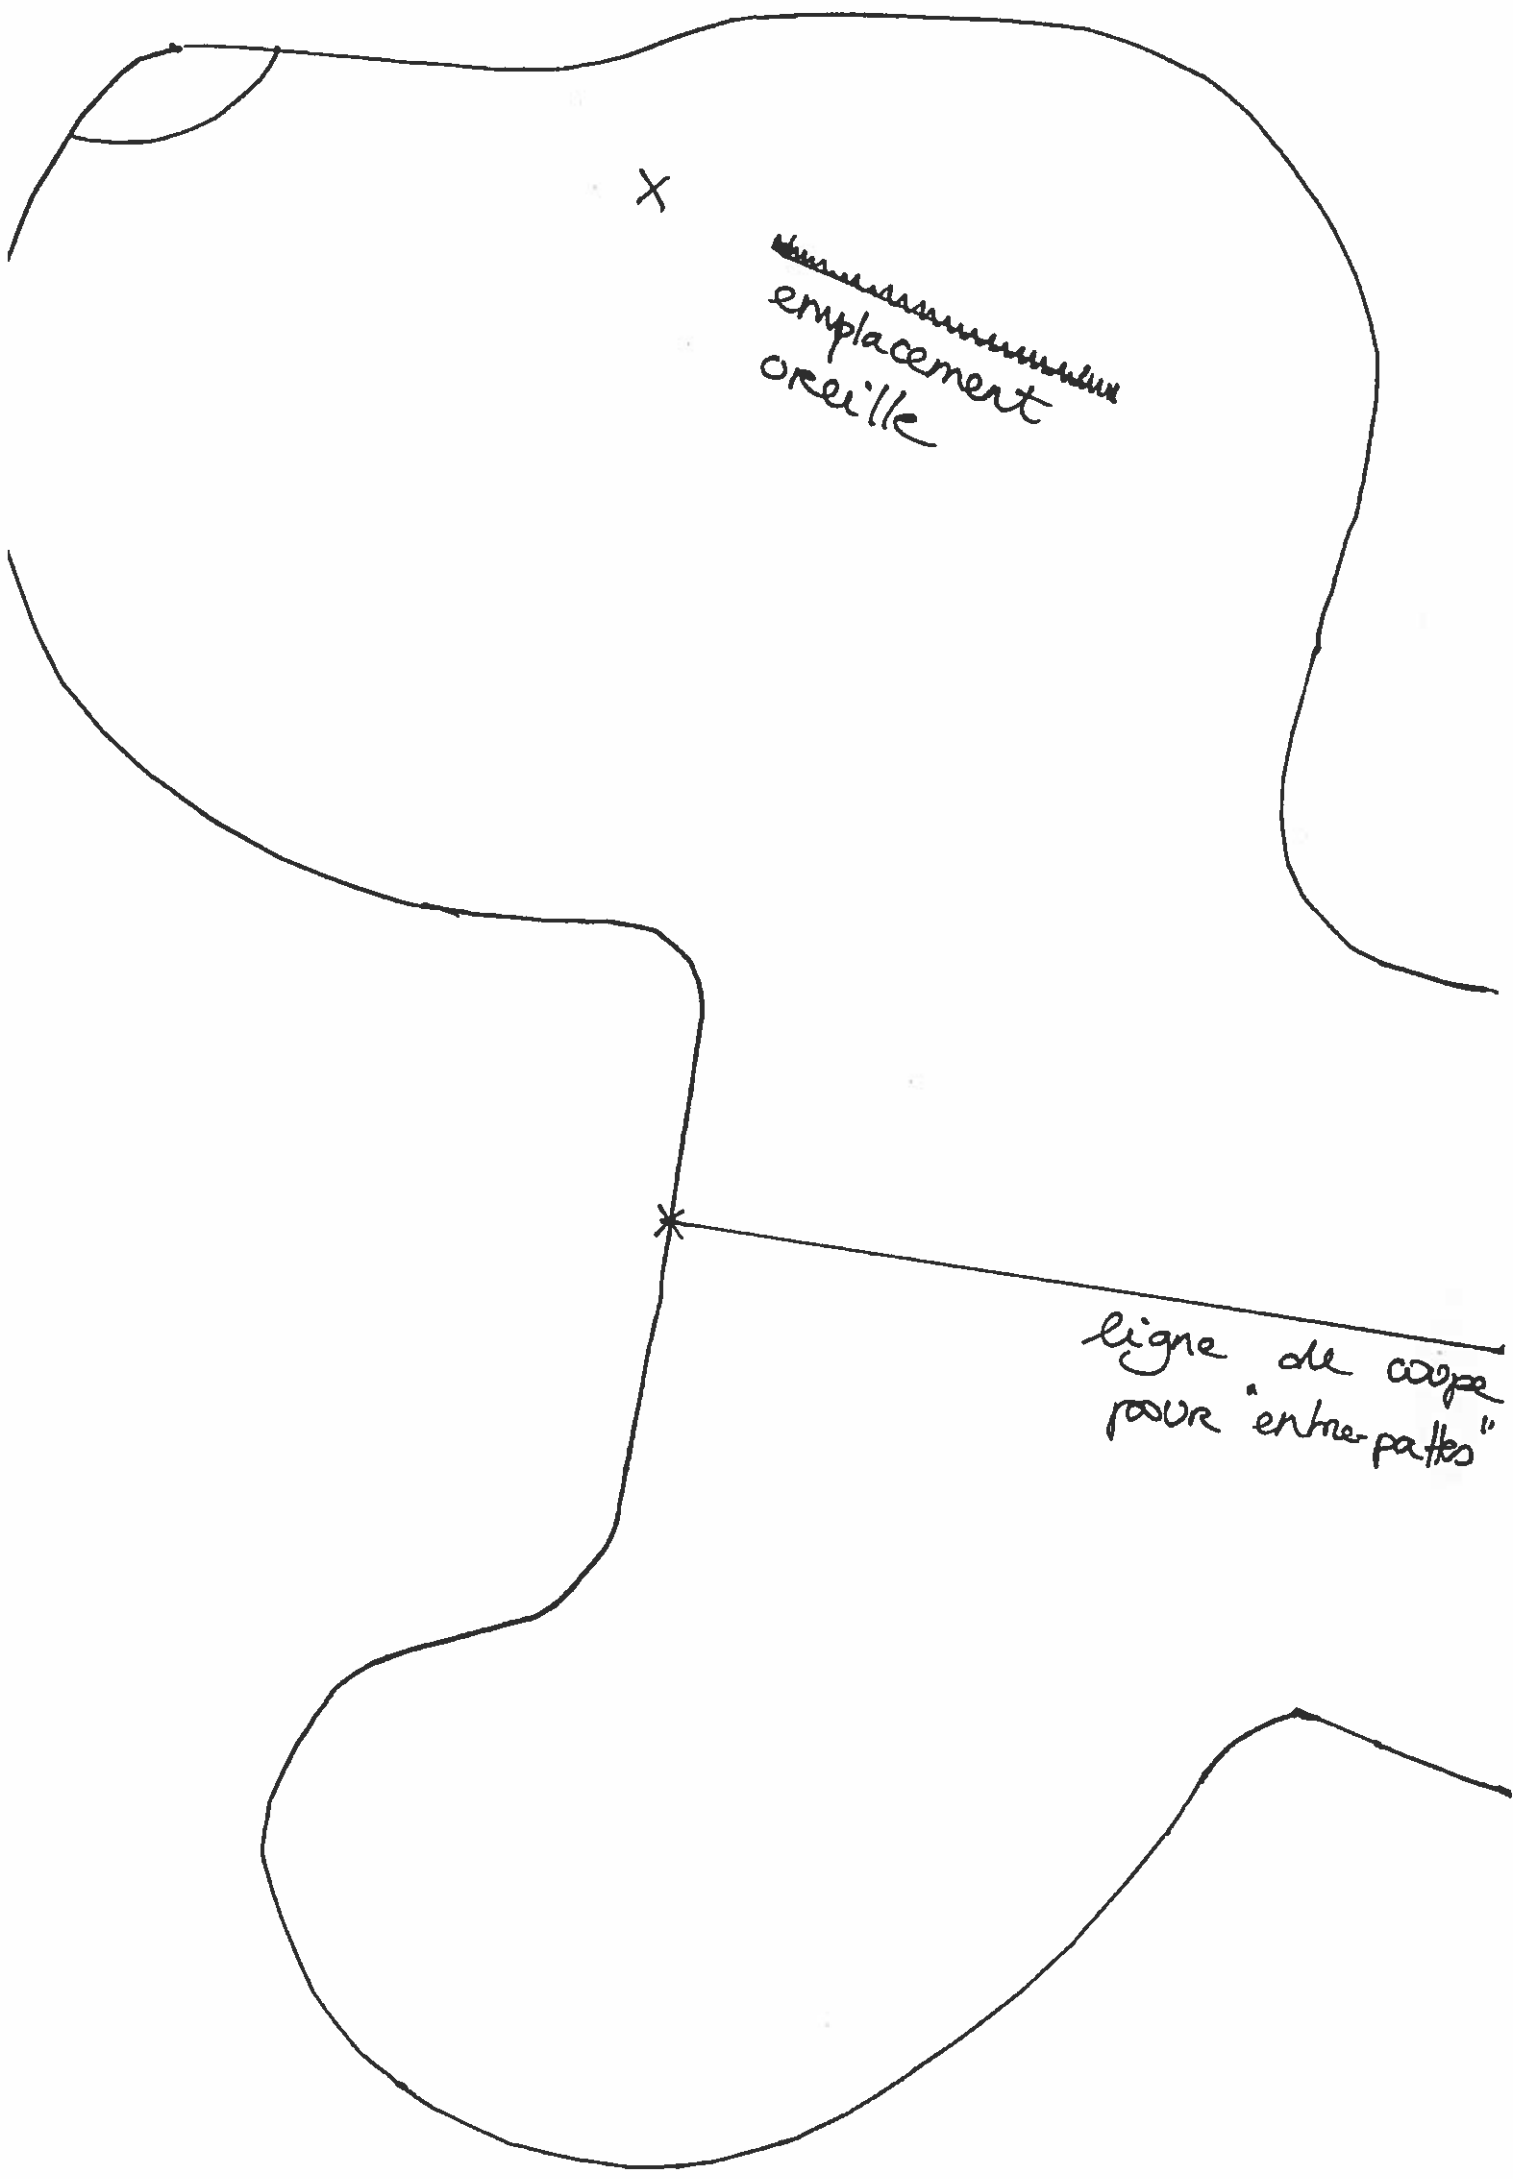 emplacement
oreille
ligne de coupe
pour "entre-pattes"